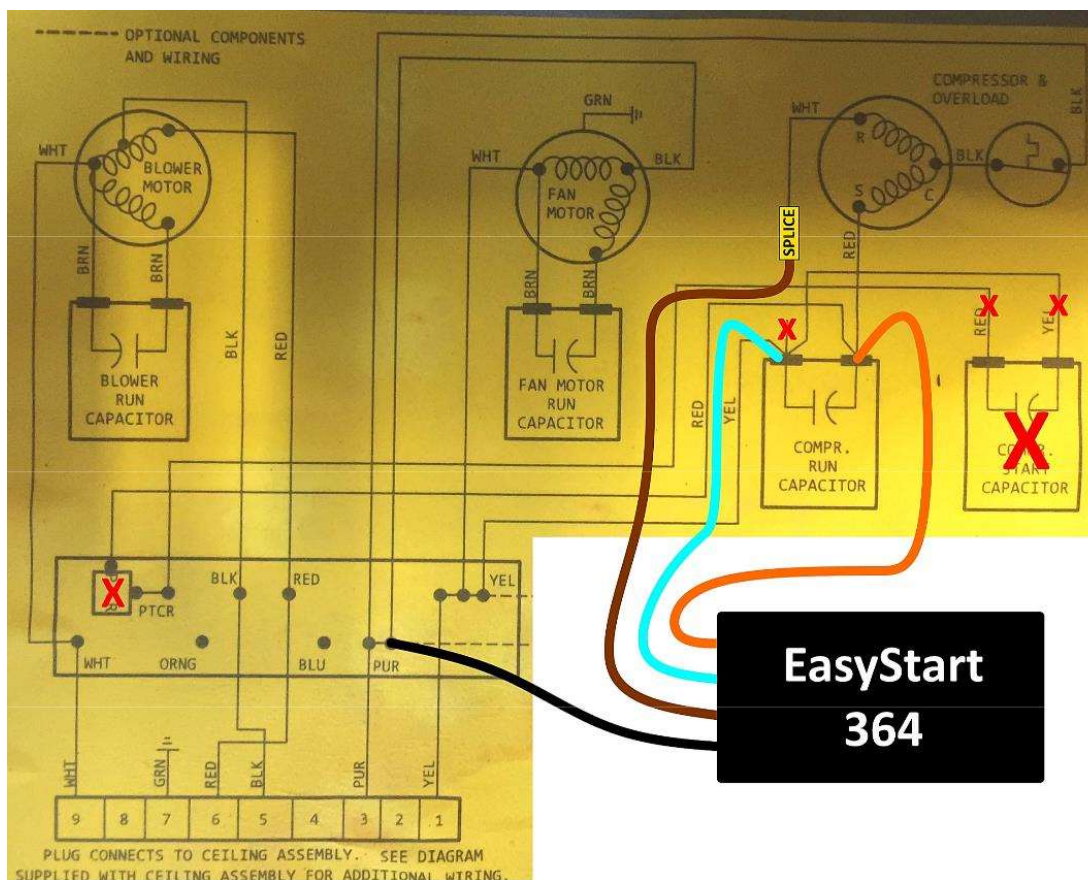 OPTIONAL COMPONENTS
AND WIRING
GRN
COMPRESSOR &
OVERLOAD
WHT
BLK
WHT
BLOWER
MOTOR
WHT
FAN
MOTOR
BLK
R
BLK
S
C
SPLICE
RED
BRN
BRN
BRN
BRN
X
X
X
RED
YEL
BLK
RED
BLOWER
RUN
CAPACITOR
FAN MOTOR
RUN
CAPACITOR
RED
YEL
COMPR.
RUN
CAPACITOR
X
START
CAPACITOR
X
PTCR
BLK
RED
YEL
WHT
ORNG
BLU
PUR
EasyStart
364
WHT
GRN
RED
BLK
PUR
YEL
9 8 7 6 5 4 3 2 1
PLUG CONNECTS TO CEILING ASSEMBLY. SEE DIAGRAM
SUPPLIED WITH CEILING ASSEMBLY FOR ADDITIONAL WIRING.